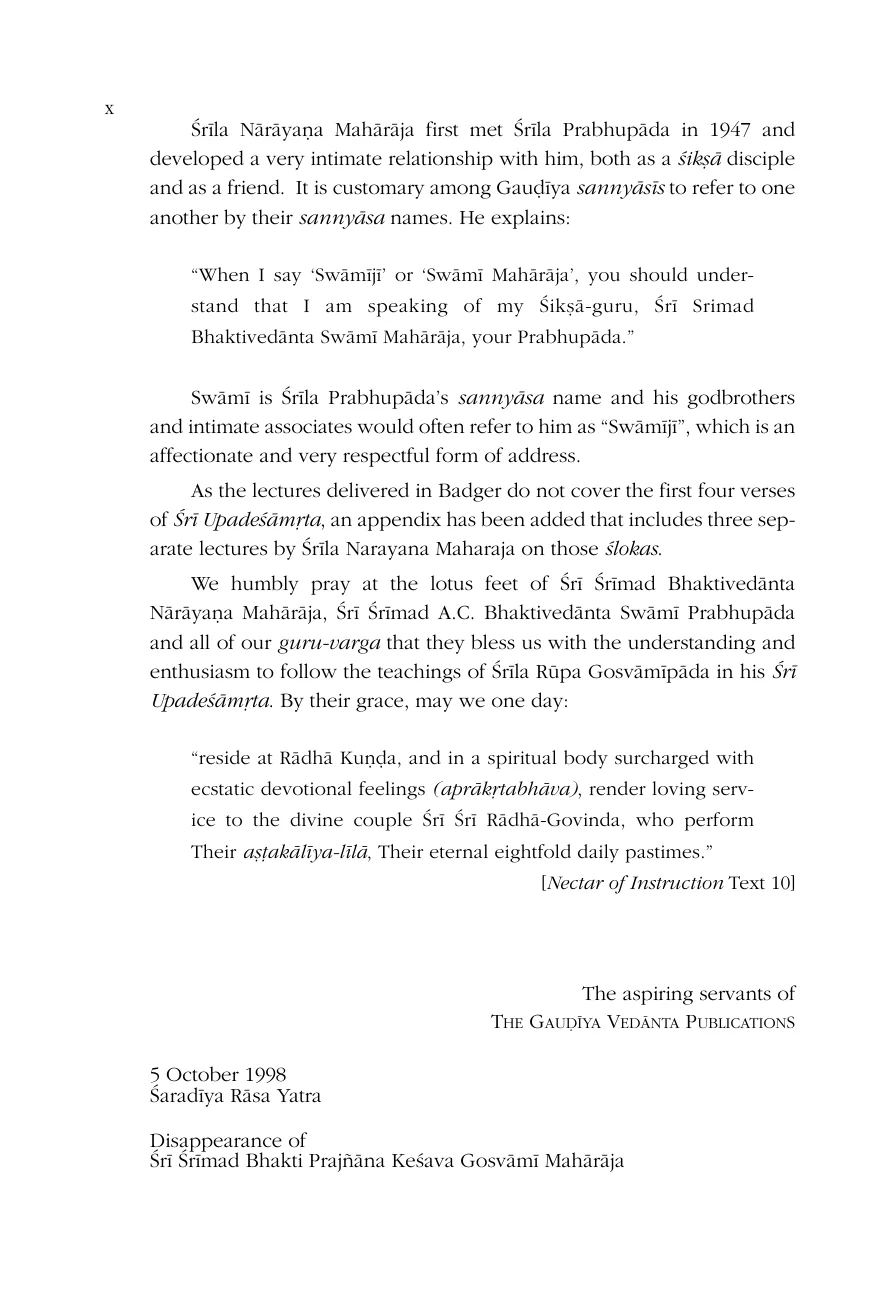 x
Śrīla Nārāyaṇa Mahārāja first met Śrīla Prabhupāda in 1947 and
developed a very intimate relationship with him, both as a śikṣā disciple
and as a friend.  It is customary among Gauḍīya sannyāsīs to refer to one
another by their sannyāsa names. He explains:
“When I say ‘Swāmījī’ or ‘Swāmī Mahārāja’, you should under-
stand that I am speaking of my Śikṣā-guru, Śrī Srimad
Bhaktivedānta Swāmī Mahārāja, your Prabhupāda.”
Swāmī is Śrīla Prabhupāda’s sannyāsa name and his godbrothers
and intimate associates would often refer to him as “Swāmījī”, which is an
affectionate and very respectful form of address.
As the lectures delivered in Badger do not cover the first four verses
of Śrī Upadeśāmṛta, an appendix has been added that includes three sep-
arate lectures by Śrīla Narayana Maharaja on those ślokas.
We humbly pray at the lotus feet of Śrī Śrīmad Bhaktivedānta
Nārāyaṇa Mahārāja, Śrī Śrīmad A.C. Bhaktivedānta Swāmī Prabhupāda
and all of our guru-varga that they bless us with the understanding and
enthusiasm to follow the teachings of Śrīla Rūpa Gosvāmīpāda in his Śrī
Upadeśāmṛta. By their grace, may we one day:
“reside at Rādhā Kuṇḍa, and in a spiritual body surcharged with
ecstatic devotional feelings (aprākṛtabhāva), render loving serv-
ice to the divine couple Śrī Śrī Rādhā-Govinda, who perform
Their aṣṭakālīya-līlā, Their eternal eightfold daily pastimes.”
[Nectar of Instruction Text 10]
The aspiring servants of
THE GAUḌĪYA VEDĀNTA PUBLICATIONS
5 October 1998
Śaradīya Rāsa Yatra
Disappearance of
Śrī Śrīmad Bhakti Prajñāna Keśava Gosvāmī Mahārāja